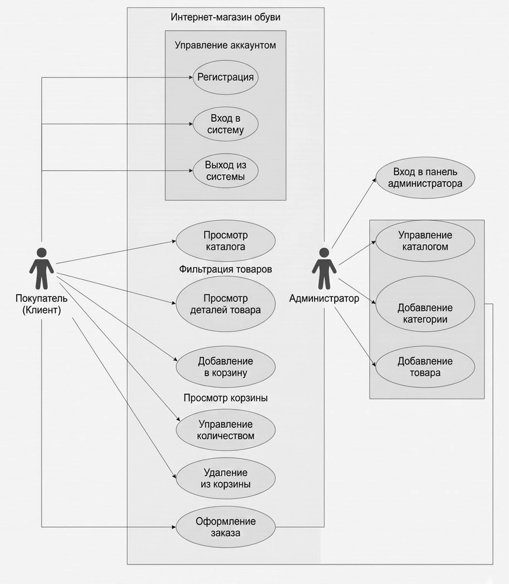 Интернет-магазин обуви
Управление аккаунтом
Регистрация
Вход в
систему
Выход из
системы
Вход в панель
администратора
Просмотр
каталога
Управление
каталогом
Фильтрация товаров
Просмотр
деталей товара
Покупатель
(Клиент)
Администратор
Добавление
категории
Добавление
в корзину
Добавление
товара
Просмотр корзины
Управление
количеством
Удаление
из корзины
Оформление
заказа